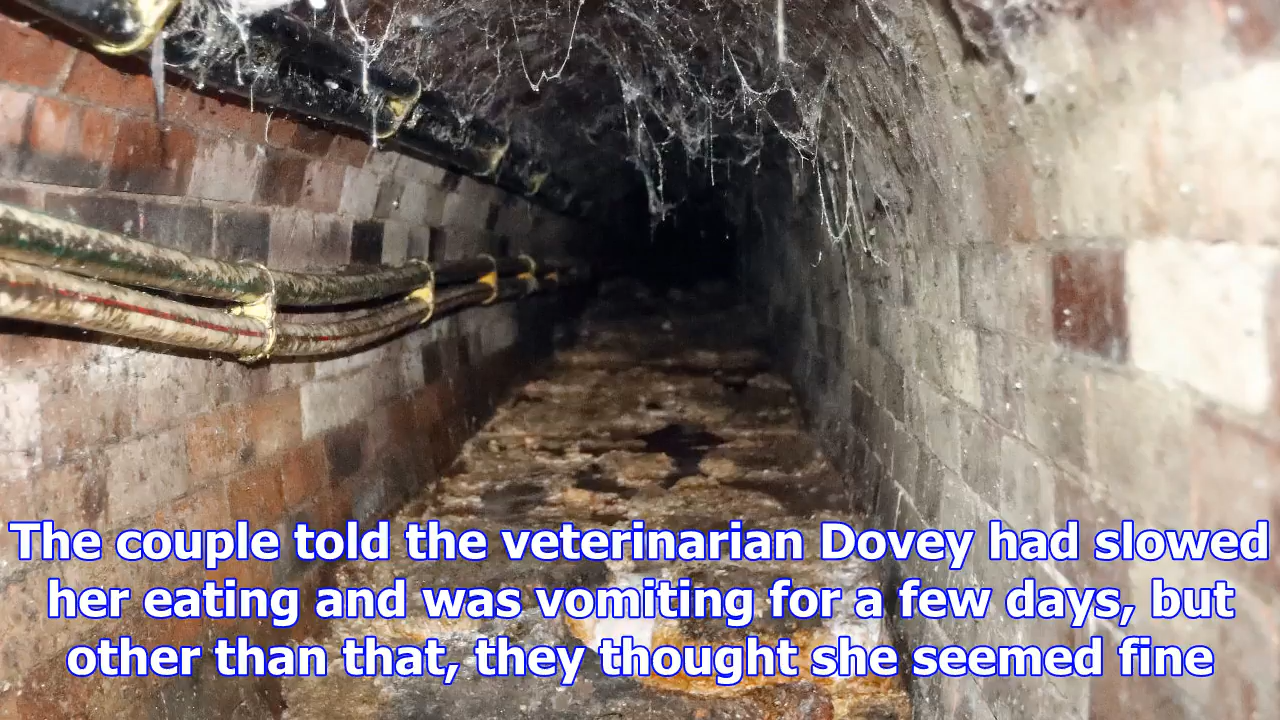 The couple told the veterinarian Dovey had slowed
her eating and was vomiting for a few days, but
other than that, they thought she seemed fine